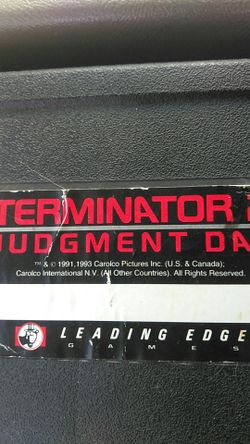 TERMINATOR 2
JUDGMENT DA
™ & © 1991,1993 Carolco Pictures Inc. (U.S. & Canada);
Carolco International N.V. (All Other Countries). All Rights Reserved.
LEADING EDGE
GAMES